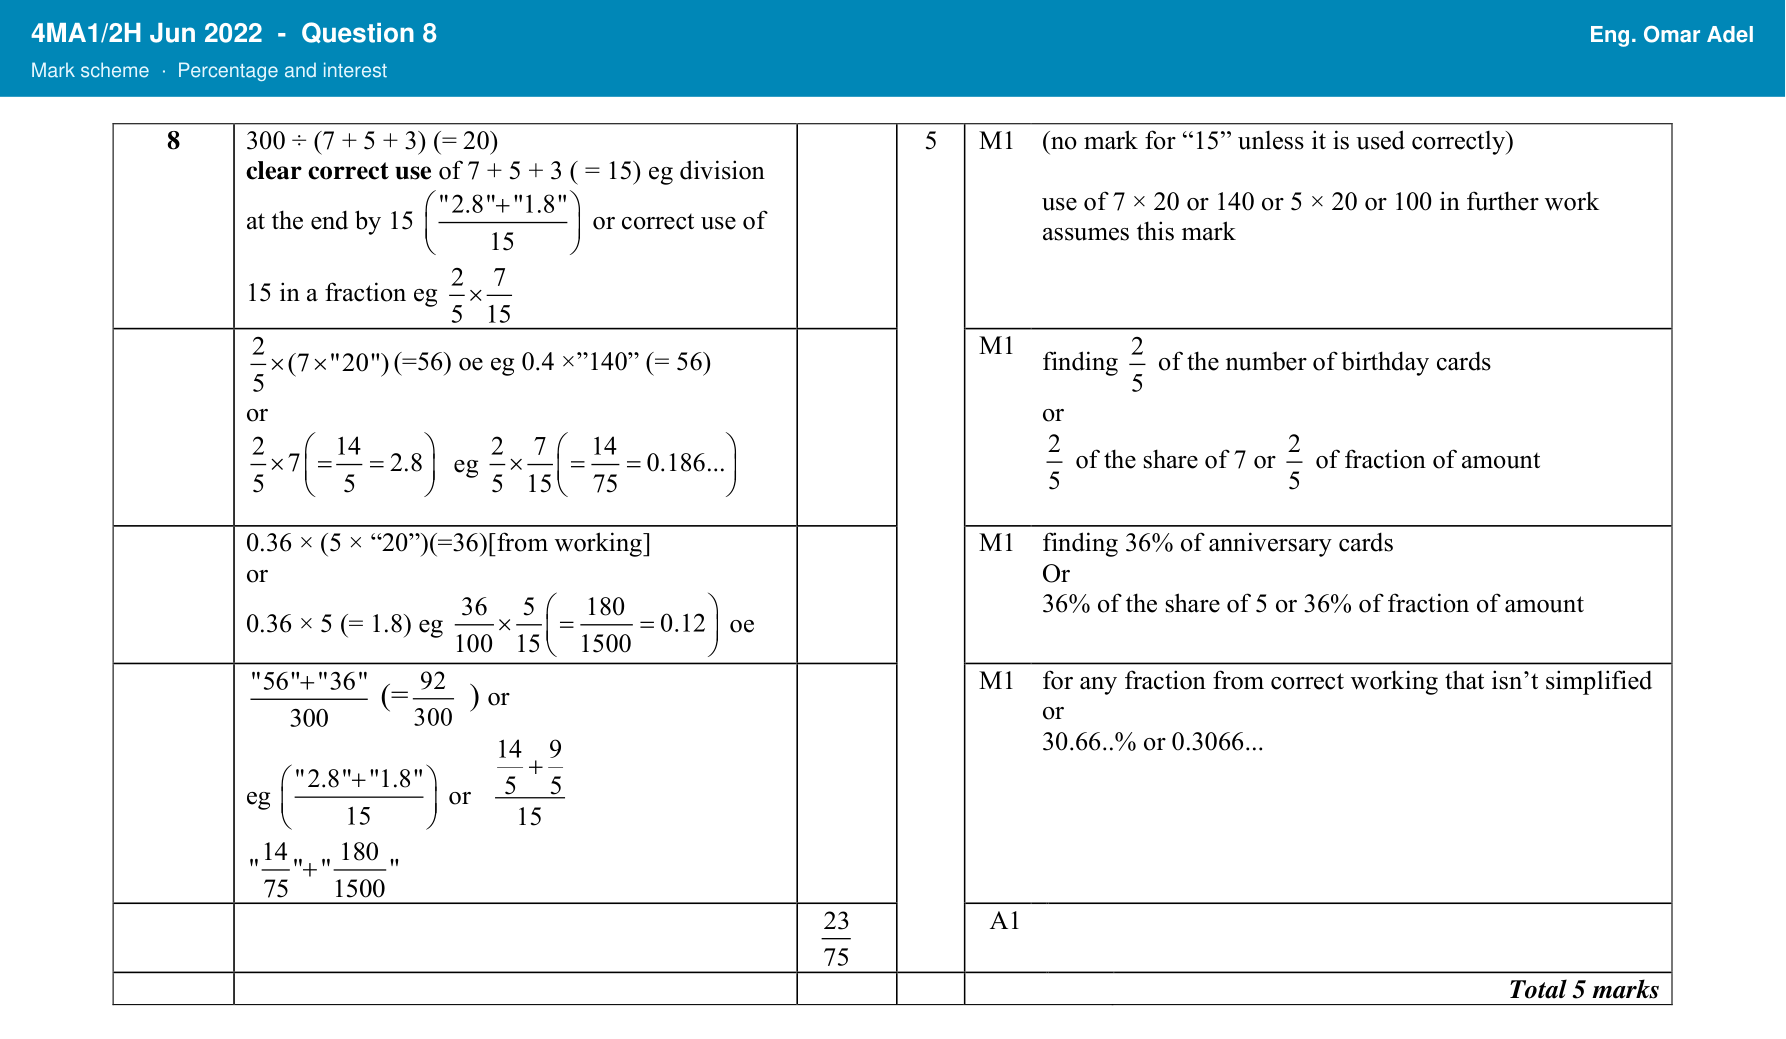 4MA1/2H Jun 2022 - Question 8
Eng. Omar Adel
Mark scheme · Percentage and interest
8
300 ÷ (7 + 5 + 3) (= 20)
clear correct use of 7 + 5 + 3 ( = 15) eg division
at the end by 15 ("2.8"+"1.8"/15) or correct use of
15 in a fraction eg 2/5 × 7/15
5
M1 (no mark for “15” unless it is used correctly)
use of 7 × 20 or 140 or 5 × 20 or 100 in further work
assumes this mark
2/5 ×(7×"20") (=56) oe eg 0.4 ×”140” (= 56)
or
2/5 × 7 (= 14/5 = 2.8) eg 2/5 × 7/15 (= 14/75 = 0.186...)
M1 finding 2/5 of the number of birthday cards
or
2/5 of the share of 7 or 2/5 of fraction of amount
0.36 × (5 × “20”)(=36)[from working]
or
0.36 × 5 (= 1.8) eg 36/100 × 5/15 (= 180/1500 = 0.12) oe
M1 finding 36% of anniversary cards
Or
36% of the share of 5 or 36% of fraction of amount
"56"+"36"/300 (= 92/300 ) or
eg ("2.8"+"1.8"/15) or 14/5 + 9/5/15
"14/75"+"180/1500"
M1 for any fraction from correct working that isn’t simplified
or
30.66..% or 0.3066...
23/75
A1
Total 5 marks